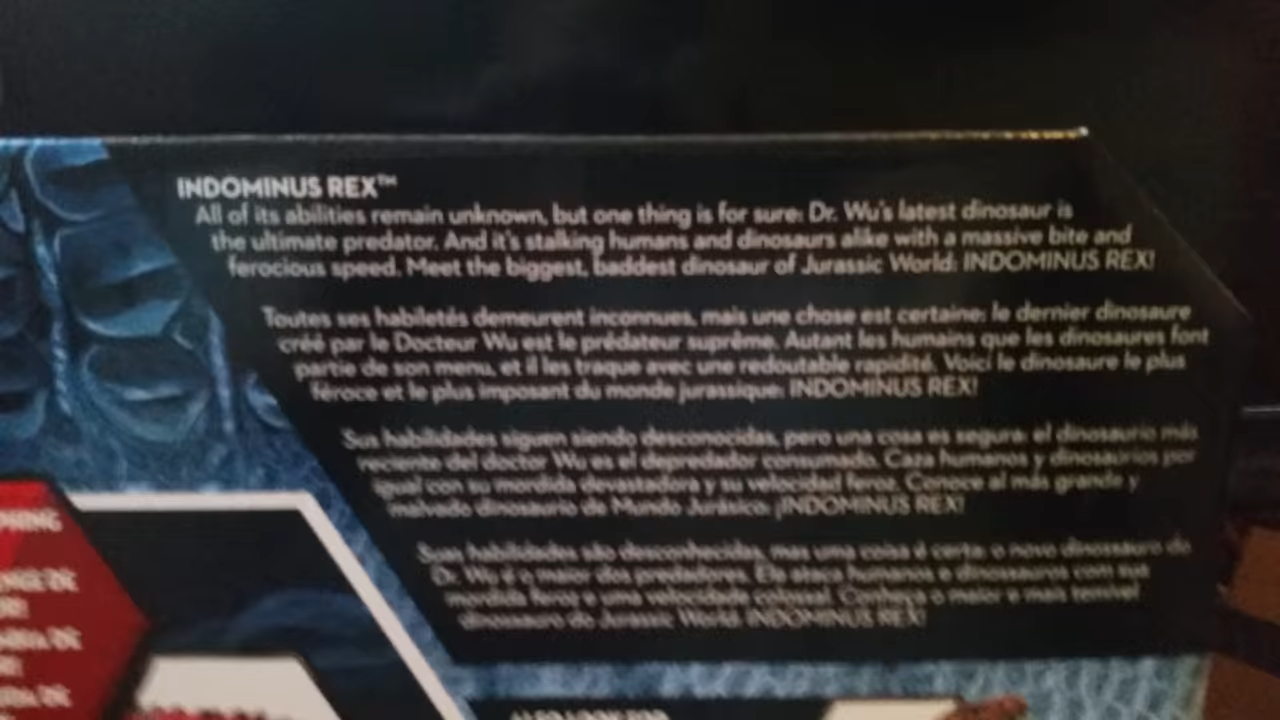 INDOMINUS REX™
All of its abilities remain unknown, but one thing is for sure: Dr. Wu's latest dinosaur is
the ultimate predator. And it's stalking humans and dinosaurs alike with a massive bite and
ferocious speed. Meet the biggest, baddest dinosaur of Jurassic World: INDOMINUS REX!
Toutes ses habiletés demeurent inconnues, mais une chose est certaine: le dernier dinosaure
créé par le Docteur Wu est le prédateur suprême. Autant les humains que les dinosaures font
partie de son menu, et il les traque avec une redoutable rapidité. Voici le dinosaure le plus
féroce et le plus imposant du monde jurassique: INDOMINUS REX!
Sus habilidades siguen siendo desconocidas, pero una cosa es segura: el dinosaurio más
reciente del doctor Wu es el depredador consumado. Caza humanos y dinosaurios por
igual con su mordida devastadora y su velocidad feroz. Conoce al más grande y
malvado dinosaurio de Mundo Jurásico: ¡INDOMINUS REX!
Suas habilidades são desconhecidas, mas uma coisa é certa: o novo dinossauro do
Dr. Wu é o maior dos predadores. Ele ataca humanos e dinossauros com sua
mordida feroz e uma velocidade colossal. Conheça o maior e mais temível
dinossauro do Jurassic World: INDOMINUS REX!
ALSO LOOK FOR